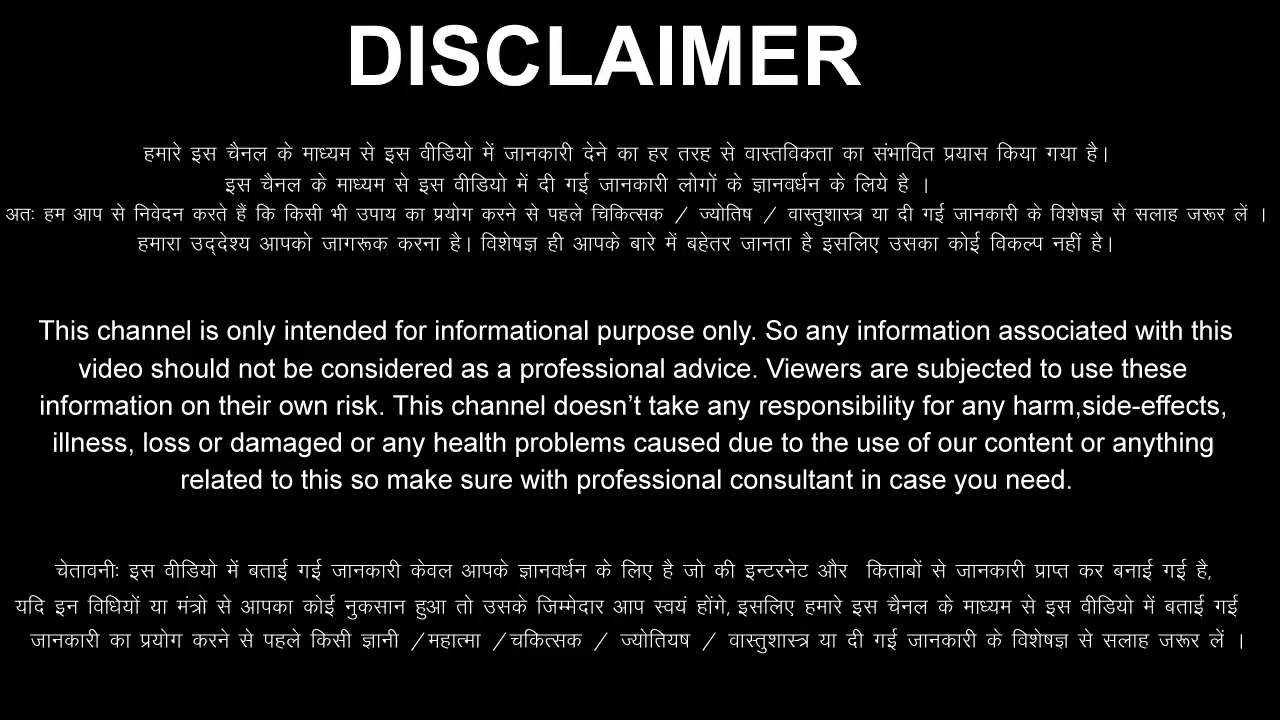 DISCLAIMER
हमारे इस चैनल के माध्यम से इस वीडियो में जानकारी देने का हर तरह से वास्तविकता का संभावित प्रयास किया गया है।
इस चैनल के माध्यम से इस वीडियो में दी गई जानकारी लोगों के ज्ञानवर्धन के लिये है ।
अतः हम आप से निवेदन करते हैं कि किसी भी उपाय का प्रयोग करने से पहले चिकित्सक / ज्योतिष / वास्तुशास्त्र या दी गई जानकारी के विशेषज्ञ से सलाह जरूर लें ।
हमारा उद्देश्य आपको जागरूक करना है। विशेषज्ञ ही आपके बारे में बहेतर जानता है इसलिए उसका कोई विकल्प नहीं है।
This channel is only intended for informational purpose only. So any information associated with this
video should not be considered as a professional advice. Viewers are subjected to use these
information on their own risk. This channel doesn’t take any responsibility for any harm,side-effects,
illness, loss or damaged or any health problems caused due to the use of our content or anything
related to this so make sure with professional consultant in case you need.
चेतावनीः इस वीडियो में बताई गई जानकारी केवल आपके ज्ञानवर्धन के लिए है जो की इन्टरनेट और किताबों से जानकारी प्राप्त कर बनाई गई है,
यदि इन विधियों या मंत्रो से आपका कोई नुकसान हुआ तो उसके जिम्मेदार आप स्वयं होंगे, इसलिए हमारे इस चैनल के माध्यम से इस वीडियो में बताई गई
जानकारी का प्रयोग करने से पहले किसी ज्ञानी /महात्मा /चकित्सक / ज्योतियष / वास्तुशास्त्र या दी गई जानकारी के विशेषज्ञ से सलाह जरूर लें ।